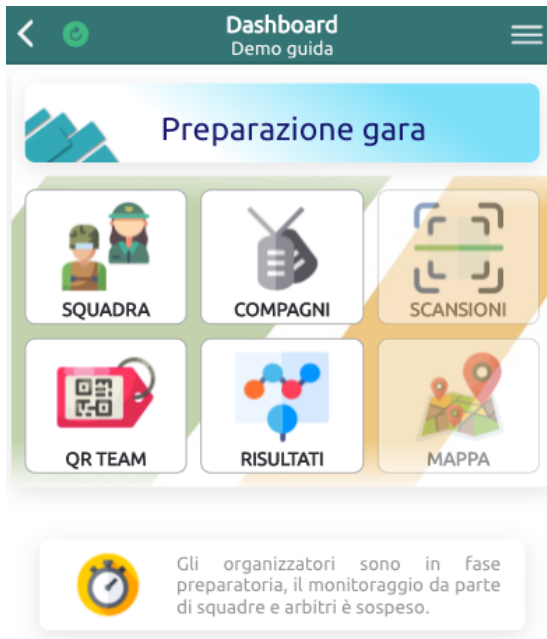 Dashboard
Demo guida
Preparazione gara
SQUADRA
COMPAGNI
SCANSIONI
QR TEAM
RISULTATI
MAPPA
Gli organizzatori sono in fase
preparatoria, il monitoraggio da parte
di squadre e arbitri è sospeso.